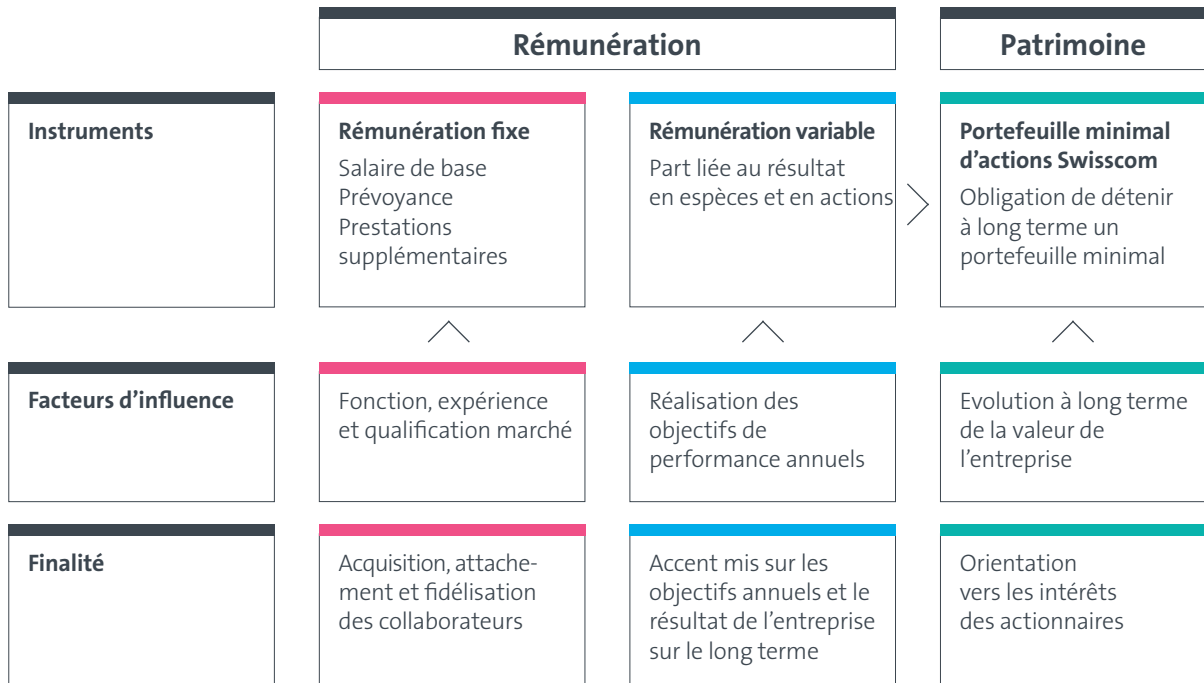 Rémunération
Patrimoine
Instruments
Rémunération fixe
Salaire de base
Prévoyance
Prestations
supplémentaires
Rémunération variable
Part liée au résultat
en espèces et en actions
Portefeuille minimal
d’actions Swisscom
Obligation de détenir
à long terme un
portefeuille minimal
Facteurs d’influence
Fonction, expérience
et qualification marché
Réalisation des
objectifs de
performance annuels
Evolution à long terme
de la valeur de
l’entreprise
Finalité
Acquisition, attache-
ment et fidélisation
des collaborateurs
Accent mis sur les
objectifs annuels et le
résultat de l’entreprise
sur le long terme
Orientation
vers les intérêts
des actionnaires